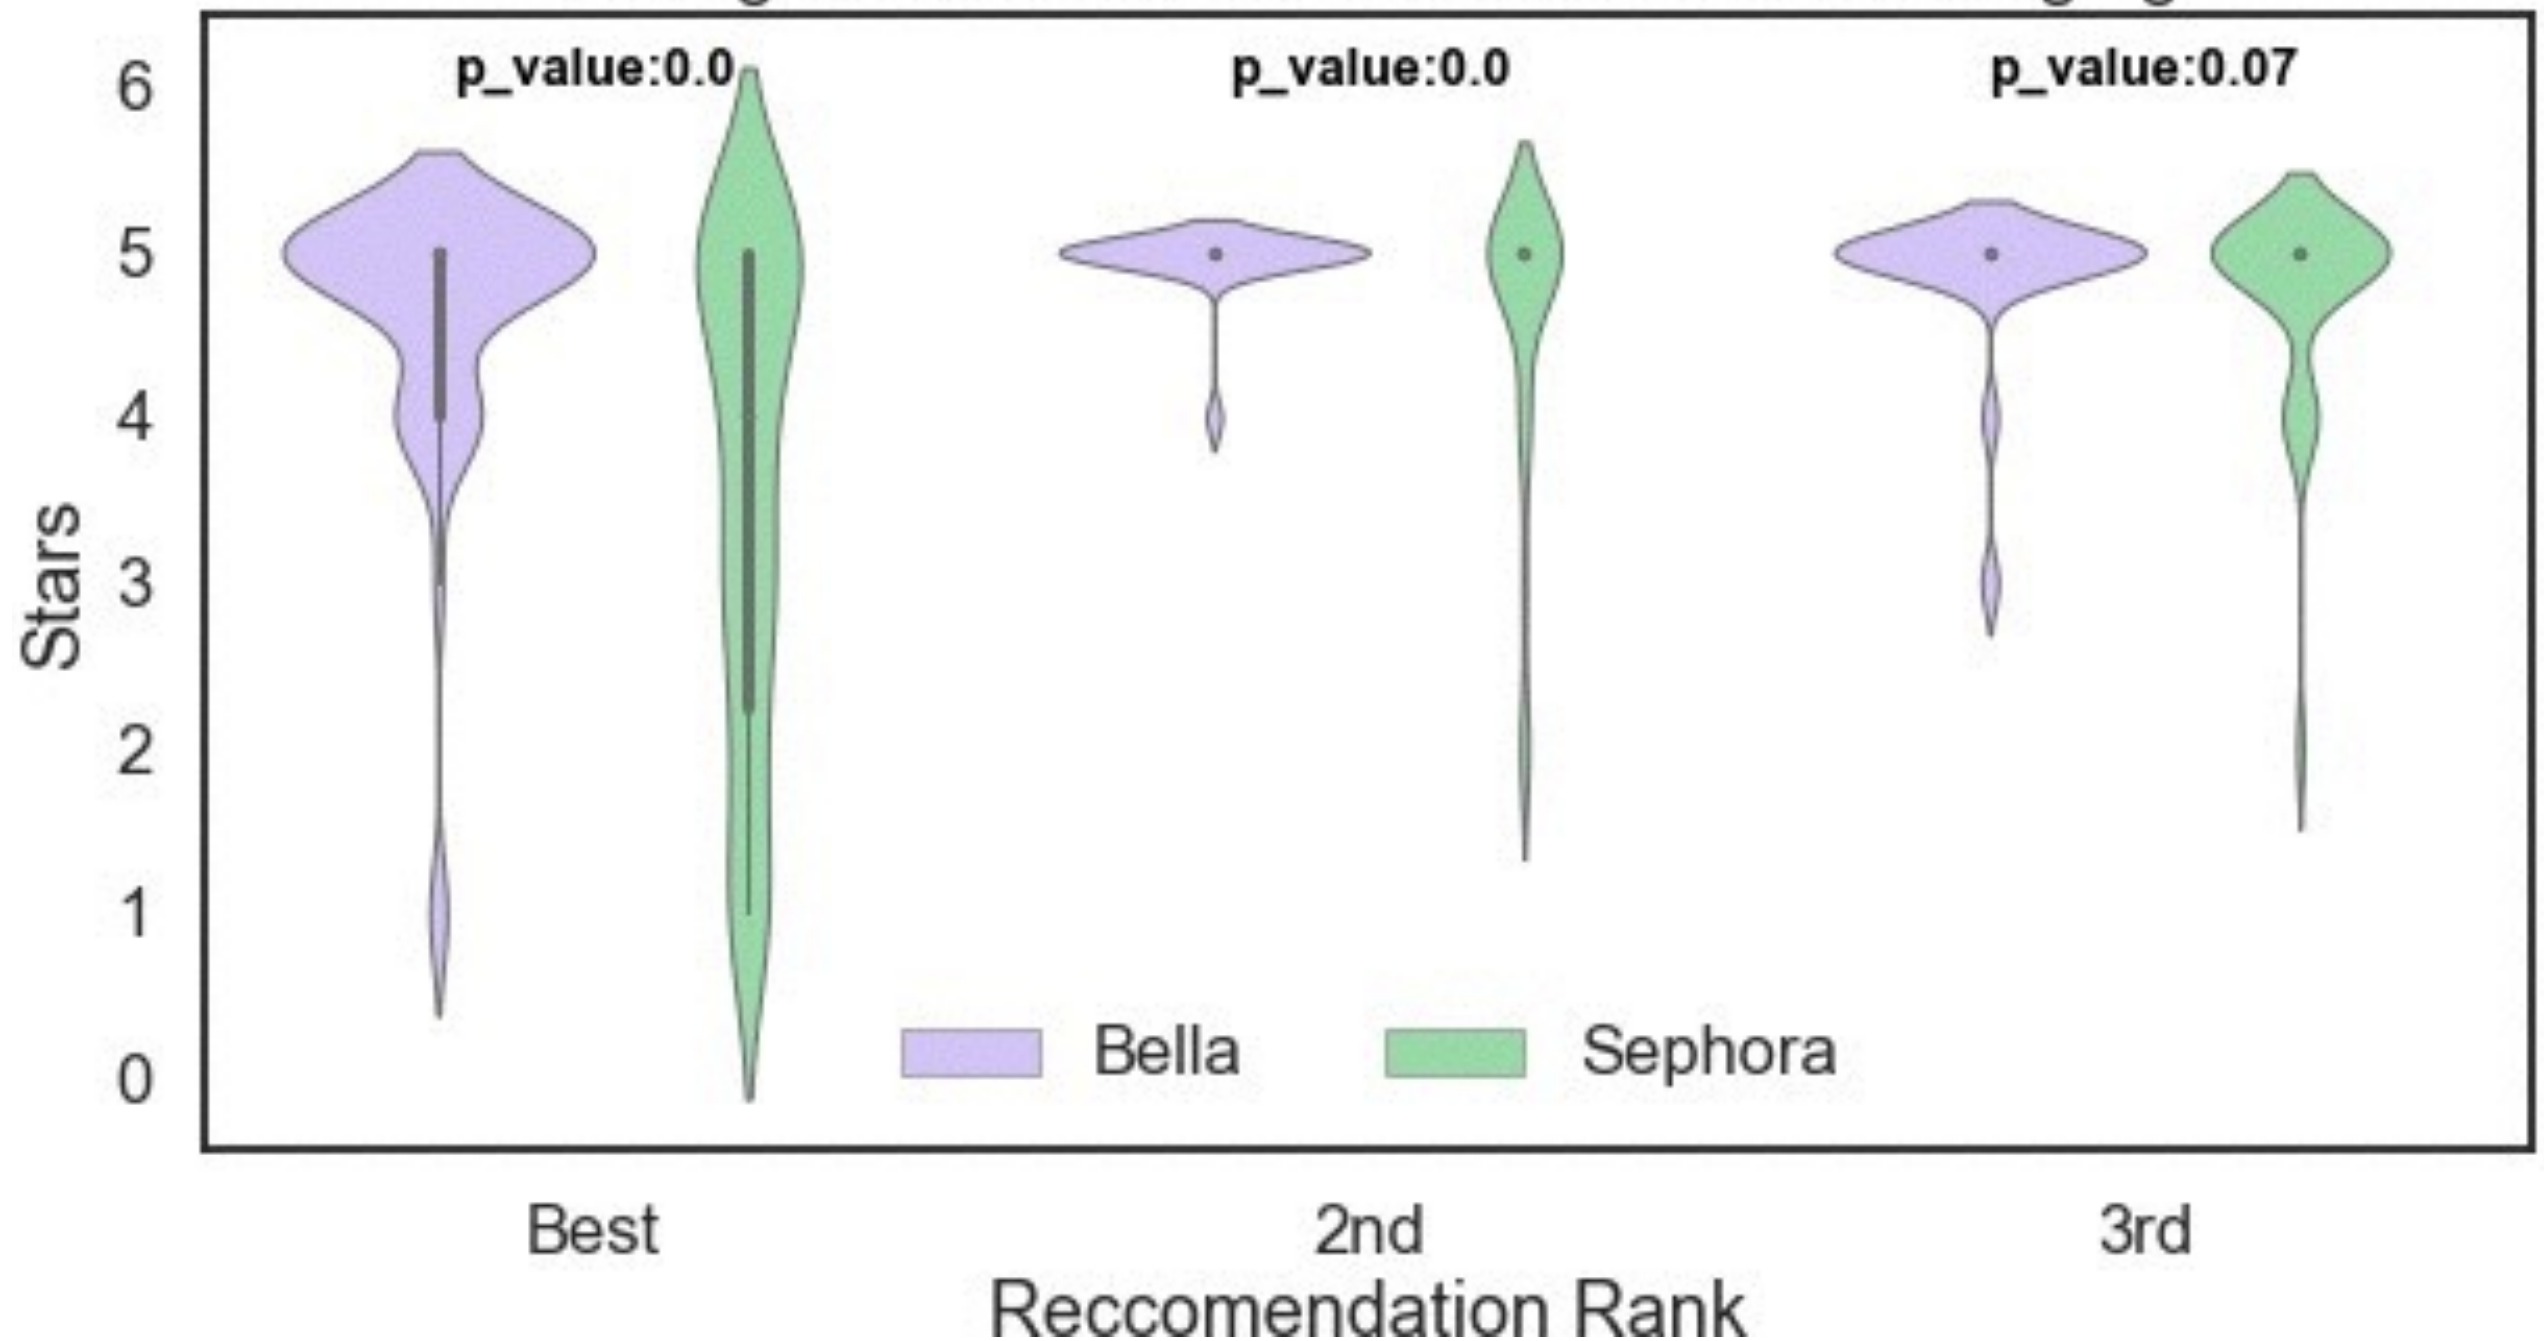 p_value:0.0
p_value:0.0
p_value:0.07
6
5
4
3
2
1
0
Stars
Bella
Sephora
Best
2nd
3rd
Reccomendation Rank